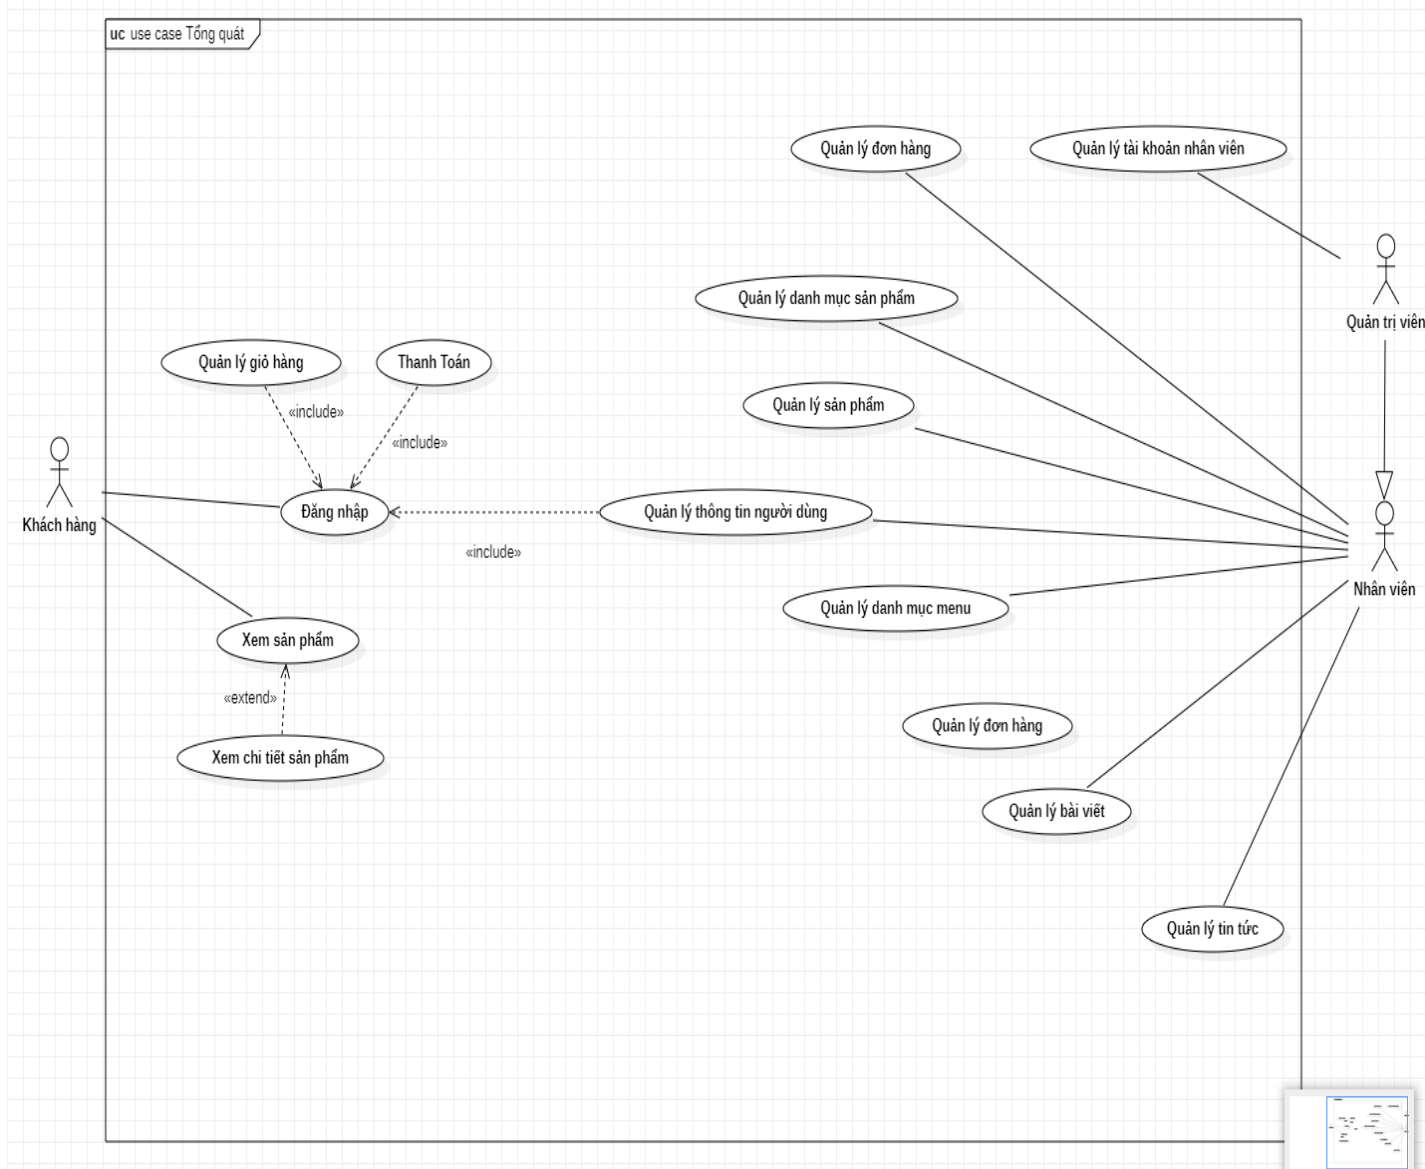 uc use case Tổng quát
Quản lý đơn hàng
Quản lý tài khoản nhân viên
Quản lý danh mục sản phẩm
Quản trị viên
Quản lý giỏ hàng
Thanh Toán
«include»
«include»
Quản lý sản phẩm
Khách hàng
Đăng nhập
Quản lý thông tin người dùng
«include»
Nhân viên
Quản lý danh mục menu
Xem sản phẩm
«extend»
Quản lý đơn hàng
Xem chi tiết sản phẩm
Quản lý bài viết
Quản lý tin tức